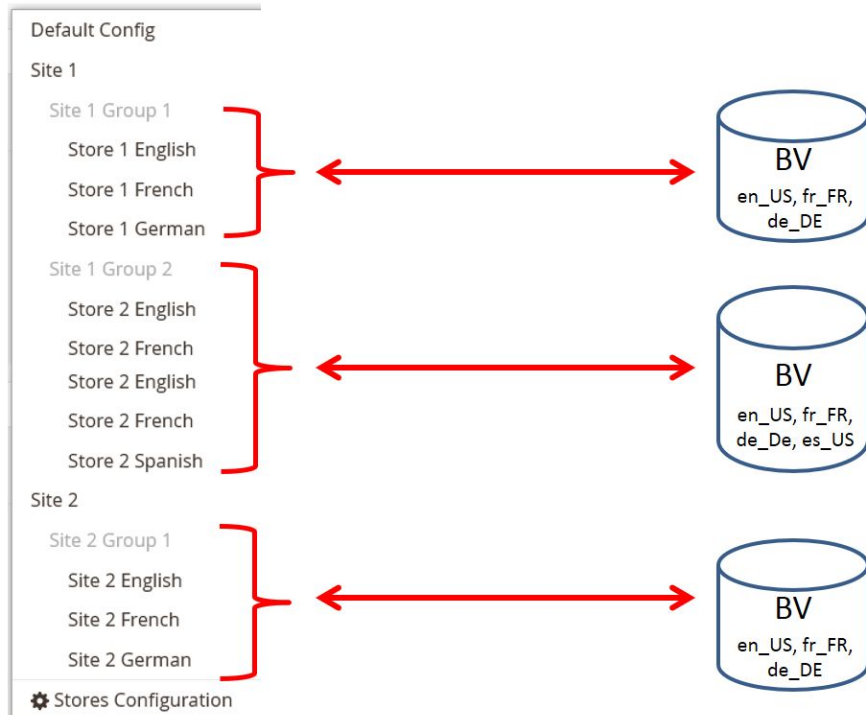 Default Config
Site 1
Site 1 Group 1
Store 1 English
Store 1 French
Store 1 German
Site 1 Group 2
Store 2 English
Store 2 French
Store 2 English
Store 2 French
Store 2 Spanish
Site 2
Site 2 Group 1
Site 2 English
Site 2 French
Site 2 German
Stores Configuration
BV
en_US, fr_FR,
de_DE
BV
en_US, fr_FR,
de_De, es_US
BV
en_US, fr_FR,
de_DE